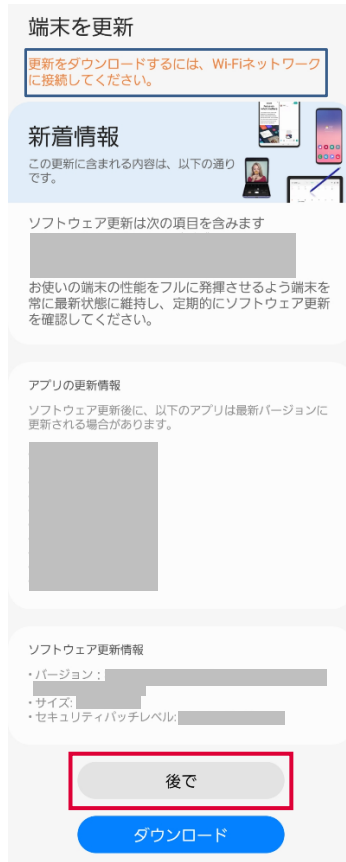 端末を更新
更新をダウンロードするには、Wi-Fiネットワーク
に接続してください。
新着情報
この更新に含まれる内容は、以下の通り
です。
ソフトウェア更新は次の項目を含みます
お使いの端末の性能をフルに発揮させるよう端末を
常に最新状態に維持し、定期的にソフトウェア更新
を確認してください。
アプリの更新情報
ソフトウェア更新後に、以下のアプリは最新バージョンに
更新される場合があります。
ソフトウェア更新情報
・バージョン：
・サイズ:
・セキュリティパッチレベル:
後で
ダウンロード